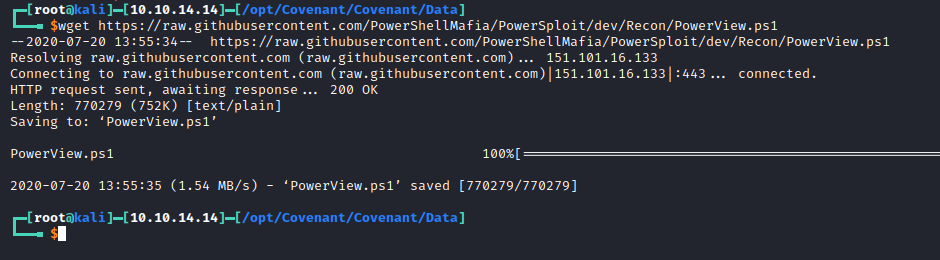 [root@kali]─[10.10.14.14]─[/opt/Covenant/Covenant/Data]
$wget https://raw.githubusercontent.com/PowerShellMafia/PowerSploit/dev/Recon/PowerView.ps1
--2020-07-20 13:55:34-- https://raw.githubusercontent.com/PowerShellMafia/PowerSploit/dev/Recon/PowerView.ps1
Resolving raw.githubusercontent.com (raw.githubusercontent.com)... 151.101.16.133
Connecting to raw.githubusercontent.com (raw.githubusercontent.com)|151.101.16.133|:443... connected.
HTTP request sent, awaiting response... 200 OK
Length: 770279 (752K) [text/plain]
Saving to: ‘PowerView.ps1’
PowerView.ps1 100%[==================================================
2020-07-20 13:55:35 (1.54 MB/s) - ‘PowerView.ps1’ saved [770279/770279]
[root@kali]─[10.10.14.14]─[/opt/Covenant/Covenant/Data]
$